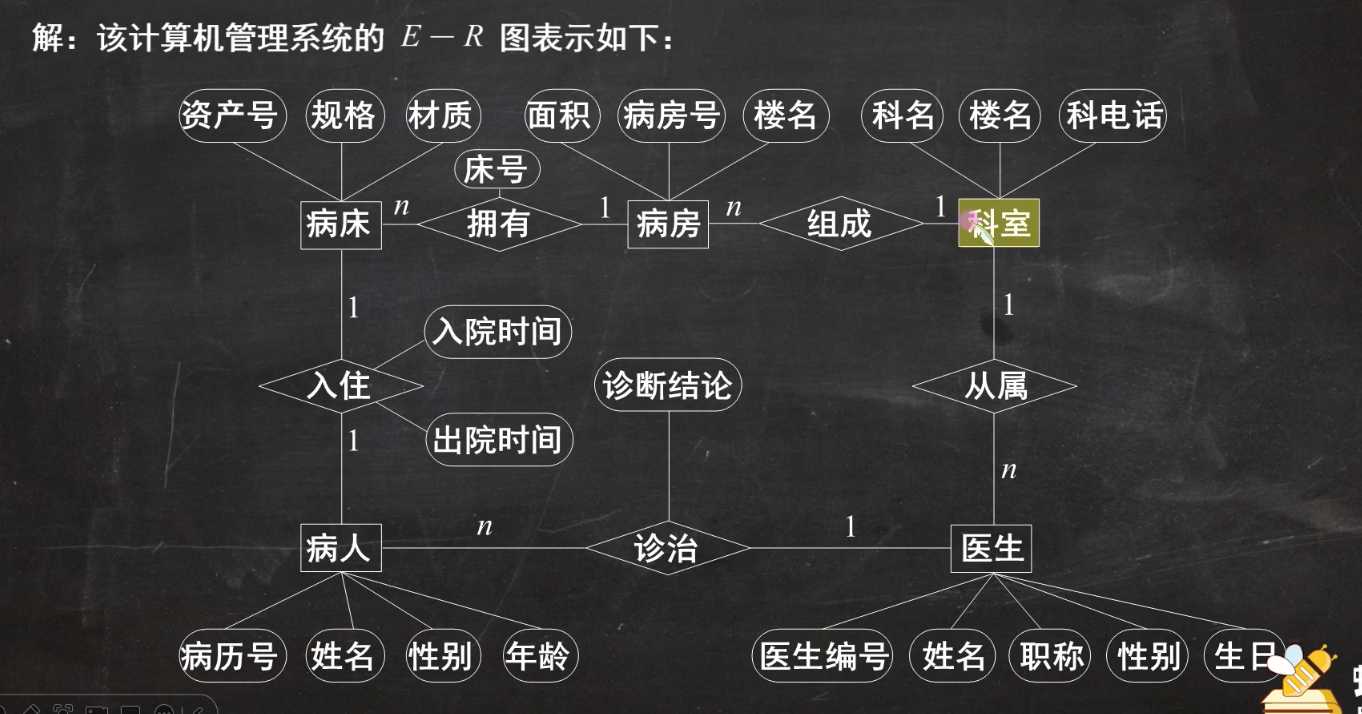 解：该计算机管理系统的 E－R 图表示如下：
资产号 规格 材质 面积 病房号 楼名 科名 楼名 科电话
床号
病床 n 拥有 1 病房 n 组成 1 科室
1 1
入院时间
入住 诊断结论 从属
出院时间
1
n
n 1
病人 诊治 医生
病历号 姓名 性别 年龄 医生编号 姓名 职称 性别 生日